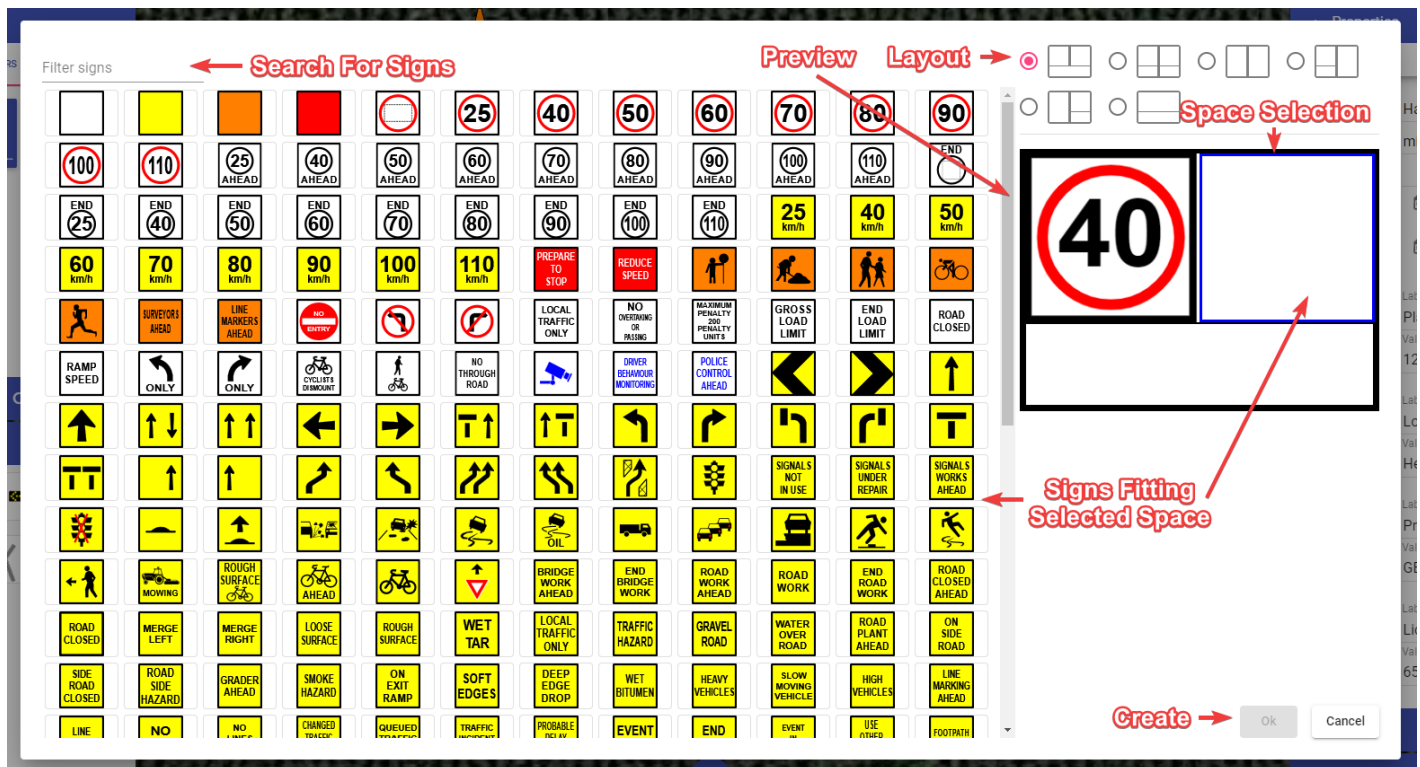 Properties
RS
Filter signs
Search For Signs
Preview
Layout
Space Selection
25
40
50
60
70
80
90
100
110
25
AHEAD
40
AHEAD
50
AHEAD
60
AHEAD
70
AHEAD
80
AHEAD
90
AHEAD
100
AHEAD
110
AHEAD
END
END
25
END
40
END
50
END
60
END
70
END
80
END
90
END
100
END
110
25
km/h
40
km/h
50
km/h
60
km/h
70
km/h
80
km/h
90
km/h
100
km/h
110
km/h
PREPARE
TO
STOP
REDUCE
SPEED
SURVEYORS
AHEAD
LINE
MARKERS
AHEAD
NO
ENTRY
LOCAL
TRAFFIC
ONLY
NO
OVERTAKING
OR
PASSING
MAXIMUM
PENALTY
200
PENALTY
UNITS
GROSS
LOAD
LIMIT
END
LOAD
LIMIT
ROAD
CLOSED
RAMP
SPEED
ONLY
ONLY
CYCLISTS
DISMOUNT
NO
THROUGH
ROAD
DRIVER
BEHAVIOUR
MONITORING
POLICE
CONTROL
AHEAD
SIGNALS
NOT
IN USE
SIGNALS
UNDER
REPAIR
SIGNALS
WORKS
AHEAD
OIL
MOWING
ROUGH
SURFACE
AHEAD
BRIDGE
WORK
AHEAD
END
BRIDGE
WORK
ROAD
WORK
AHEAD
ROAD
WORK
END
ROAD
WORK
ROAD
CLOSED
AHEAD
ROAD
CLOSED
MERGE
LEFT
MERGE
RIGHT
LOOSE
SURFACE
ROUGH
SURFACE
WET
TAR
LOCAL
TRAFFIC
ONLY
TRAFFIC
HAZARD
GRAVEL
ROAD
WATER
OVER
ROAD
ROAD
PLANT
AHEAD
ON
SIDE
ROAD
SIDE
ROAD
CLOSED
ROAD
SIDE
HAZARD
GRADER
AHEAD
SMOKE
HAZARD
ON
EXIT
RAMP
SOFT
EDGES
DEEP
EDGE
DROP
WET
BITUMEN
HEAVY
VEHICLES
SLOW
MOVING
VEHICLE
HIGH
VEHICLES
LINE
MARKING
AHEAD
LINE
NO
NO
LINES
CHANGED
TRAFFIC
QUEUED
TRAFFIC
TRAFFIC
INCIDENT
PROBABLE
DELAY
EVENT
END
EVENT
IN
USE
OTHER
FOOTPATH
40
Signs Fitting
Selected Space
Create
Ok
Cancel